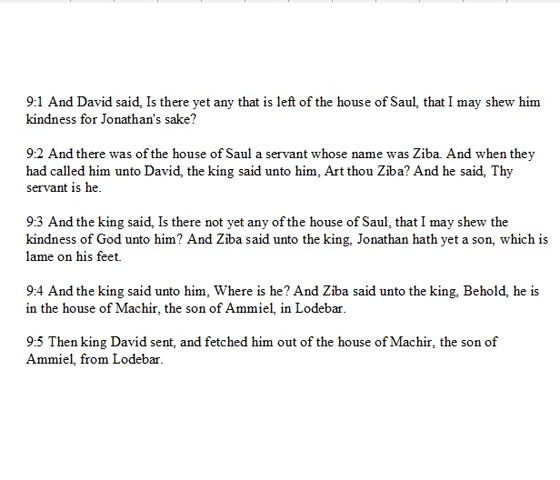 9:1 And David said, Is there yet any that is left of the house of Saul, that I may shew him
kindness for Jonathan's sake?
9:2 And there was of the house of Saul a servant whose name was Ziba. And when they
had called him unto David, the king said unto him, Art thou Ziba? And he said, Thy
servant is he.
9:3 And the king said, Is there not yet any of the house of Saul, that I may shew the
kindness of God unto him? And Ziba said unto the king, Jonathan hath yet a son, which is
lame on his feet.
9:4 And the king said unto him, Where is he? And Ziba said unto the king, Behold, he is
in the house of Machir, the son of Ammiel, in Lodebar.
9:5 Then king David sent, and fetched him out of the house of Machir, the son of
Ammiel, from Lodebar.